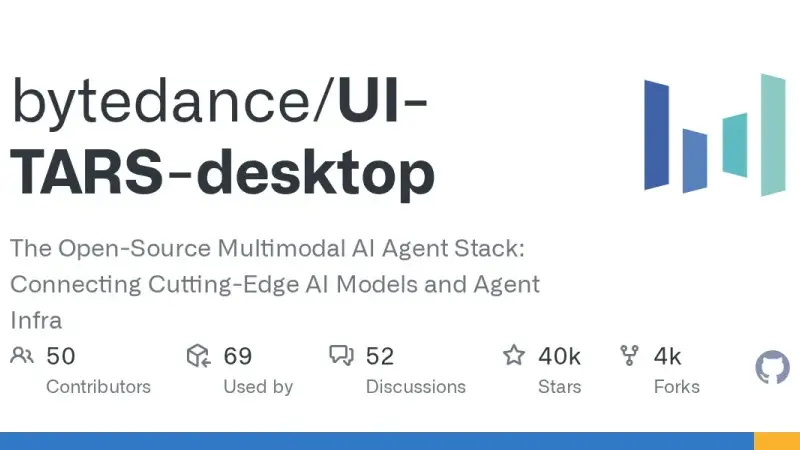 bytedance/UI-
TARS-desktop
The Open-Source Multimodal AI Agent Stack:
Connecting Cutting-Edge AI Models and Agent
Infra
50 69 52 40k 4k
Contributors Used by Discussions Stars Forks